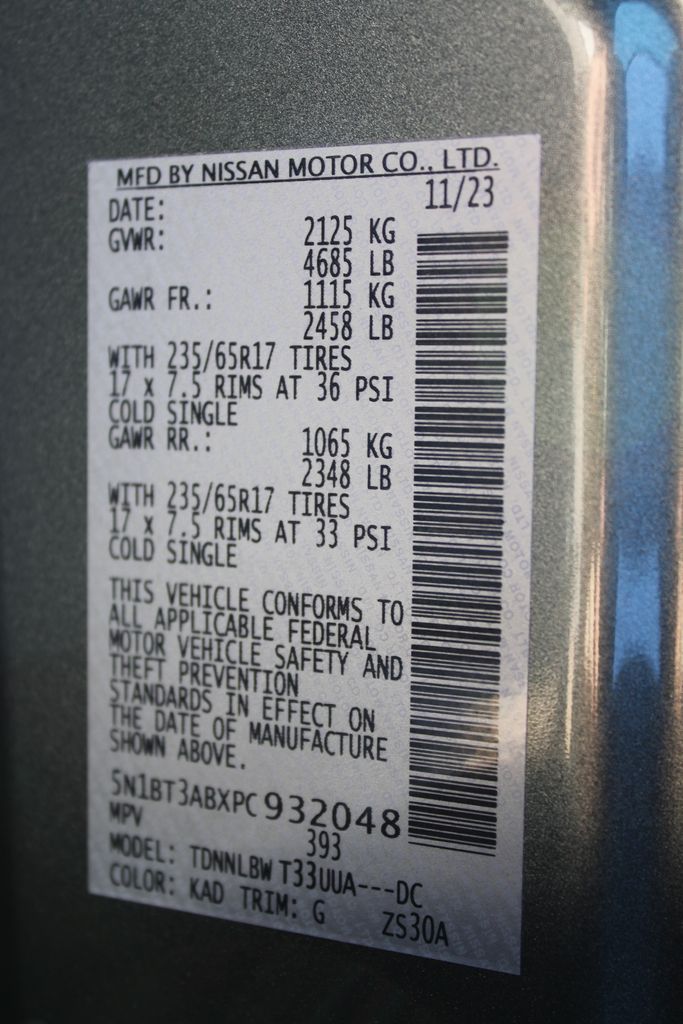 MFD BY NISSAN MOTOR CO., LTD.
DATE: 11/23
GVWR: 2125 KG
4685 LB
GAWR FR.: 1115 KG
2458 LB
WITH 235/65R17 TIRES
17 x 7.5 RIMS AT 36 PSI
COLD SINGLE
GAWR RR.: 1065 KG
2348 LB
WITH 235/65R17 TIRES
17 x 7.5 RIMS AT 33 PSI
COLD SINGLE
THIS VEHICLE CONFORMS TO
ALL APPLICABLE FEDERAL
MOTOR VEHICLE SAFETY AND
THEFT PREVENTION
STANDARDS IN EFFECT ON
THE DATE OF MANUFACTURE
SHOWN ABOVE.
5N1BT3ABXPC932048
MPV 393
MODEL: TDNNLBW T33UUA---DC
COLOR: KAD TRIM: G ZS30A